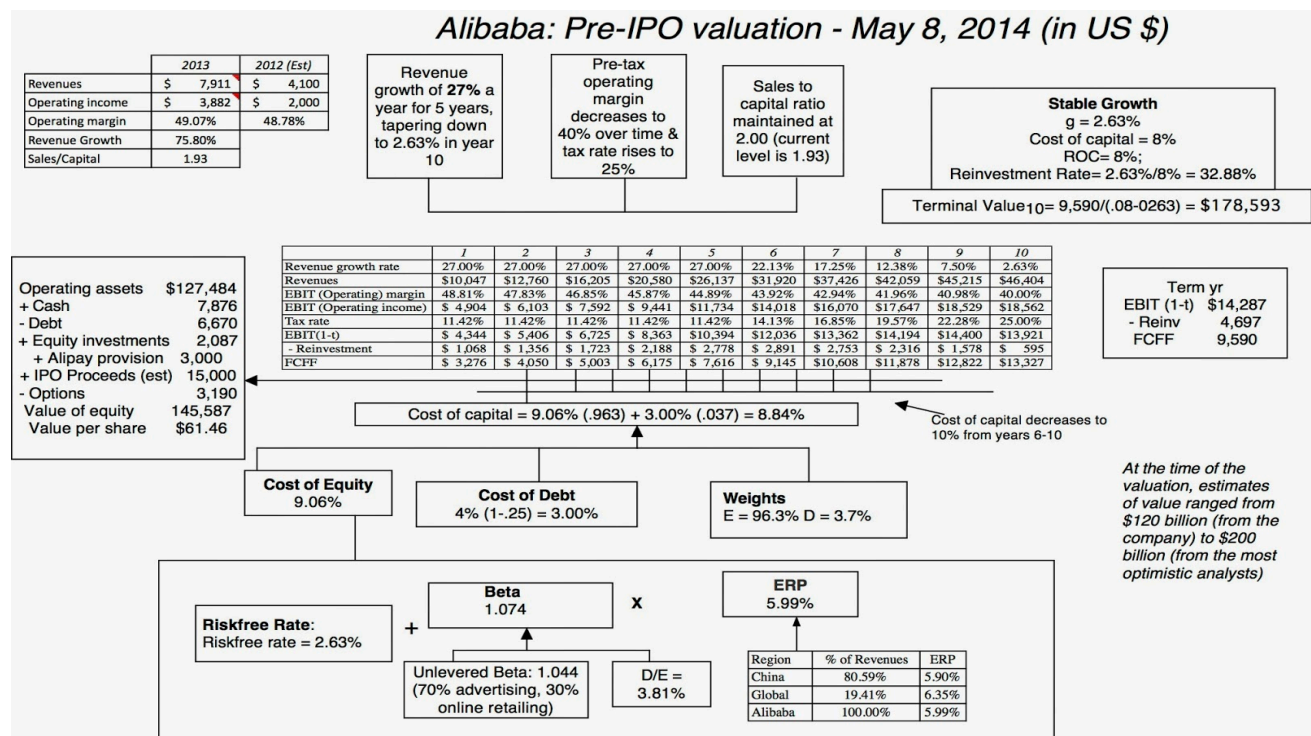 Alibaba: Pre-IPO valuation - May 8, 2014 (in US $)
2013 2012 (Est)
Revenues $ 7,911 $ 4,100
Operating income $ 3,882 $ 2,000
Operating margin 49.07% 48.78%
Revenue Growth 75.80%
Sales/Capital 1.93
Revenue
growth of 27% a
year for 5 years,
tapering down
to 2.63% in year
10
Pre-tax
operating
margin
decreases to
40% over time &
tax rate rises to
25%
Sales to
capital ratio
maintained at
2.00 (current
level is 1.93)
Stable Growth
g = 2.63%
Cost of capital = 8%
ROC= 8%;
Reinvestment Rate= 2.63%/8% = 32.88%
Terminal Value10= 9,590/(.08-0263) = $178,593
Operating assets $127,484
+ Cash 7,876
- Debt 6,670
+ Equity investments 2,087
+ Alipay provision 3,000
+ IPO Proceeds (est) 15,000
- Options 3,190
Value of equity 145,587
Value per share $61.46
1 2 3 4 5 6 7 8 9 10
Revenue growth rate 27.00% 27.00% 27.00% 27.00% 27.00% 22.13% 17.25% 12.38% 7.50% 2.63%
Revenues $10,047 $12,760 $16,205 $20,580 $26,137 $31,920 $37,426 $42,059 $45,215 $46,404
EBIT (Operating) margin 48.81% 47.83% 46.85% 45.87% 44.89% 43.92% 42.94% 41.96% 40.98% 40.00%
EBIT (Operating income) $ 4,904 $ 6,103 $ 7,592 $ 9,441 $11,734 $14,018 $16,070 $17,647 $18,529 $18,562
Tax rate 11.42% 11.42% 11.42% 11.42% 11.42% 14.13% 16.85% 19.57% 22.28% 25.00%
EBIT(1-t) $ 4,344 $ 5,406 $ 6,725 $ 8,363 $10,394 $12,036 $13,362 $14,194 $14,400 $13,921
- Reinvestment $ 1,068 $ 1,356 $ 1,723 $ 2,188 $ 2,778 $ 2,891 $ 2,753 $ 2,316 $ 1,578 $ 595
FCFF $ 3,276 $ 4,050 $ 5,003 $ 6,175 $ 7,616 $ 9,145 $10,608 $11,878 $12,822 $13,327
Term yr
EBIT (1-t) $14,287
- Reinv 4,697
FCFF 9,590
Cost of capital = 9.06% (.963) + 3.00% (.037) = 8.84%
Cost of capital decreases to
10% from years 6-10
Cost of Equity
9.06%
Cost of Debt
4% (1-.25) = 3.00%
Weights
E = 96.3% D = 3.7%
At the time of the
valuation, estimates
of value ranged from
$120 billion (from the
company) to $200
billion (from the most
optimistic analysts)
Riskfree Rate:
Riskfree rate = 2.63%
+
Beta
1.074
X
ERP
5.99%
Unlevered Beta: 1.044
(70% advertising, 30%
online retailing)
D/E =
3.81%
Region % of Revenues ERP
China 80.59% 5.90%
Global 19.41% 6.35%
Alibaba 100.00% 5.99%